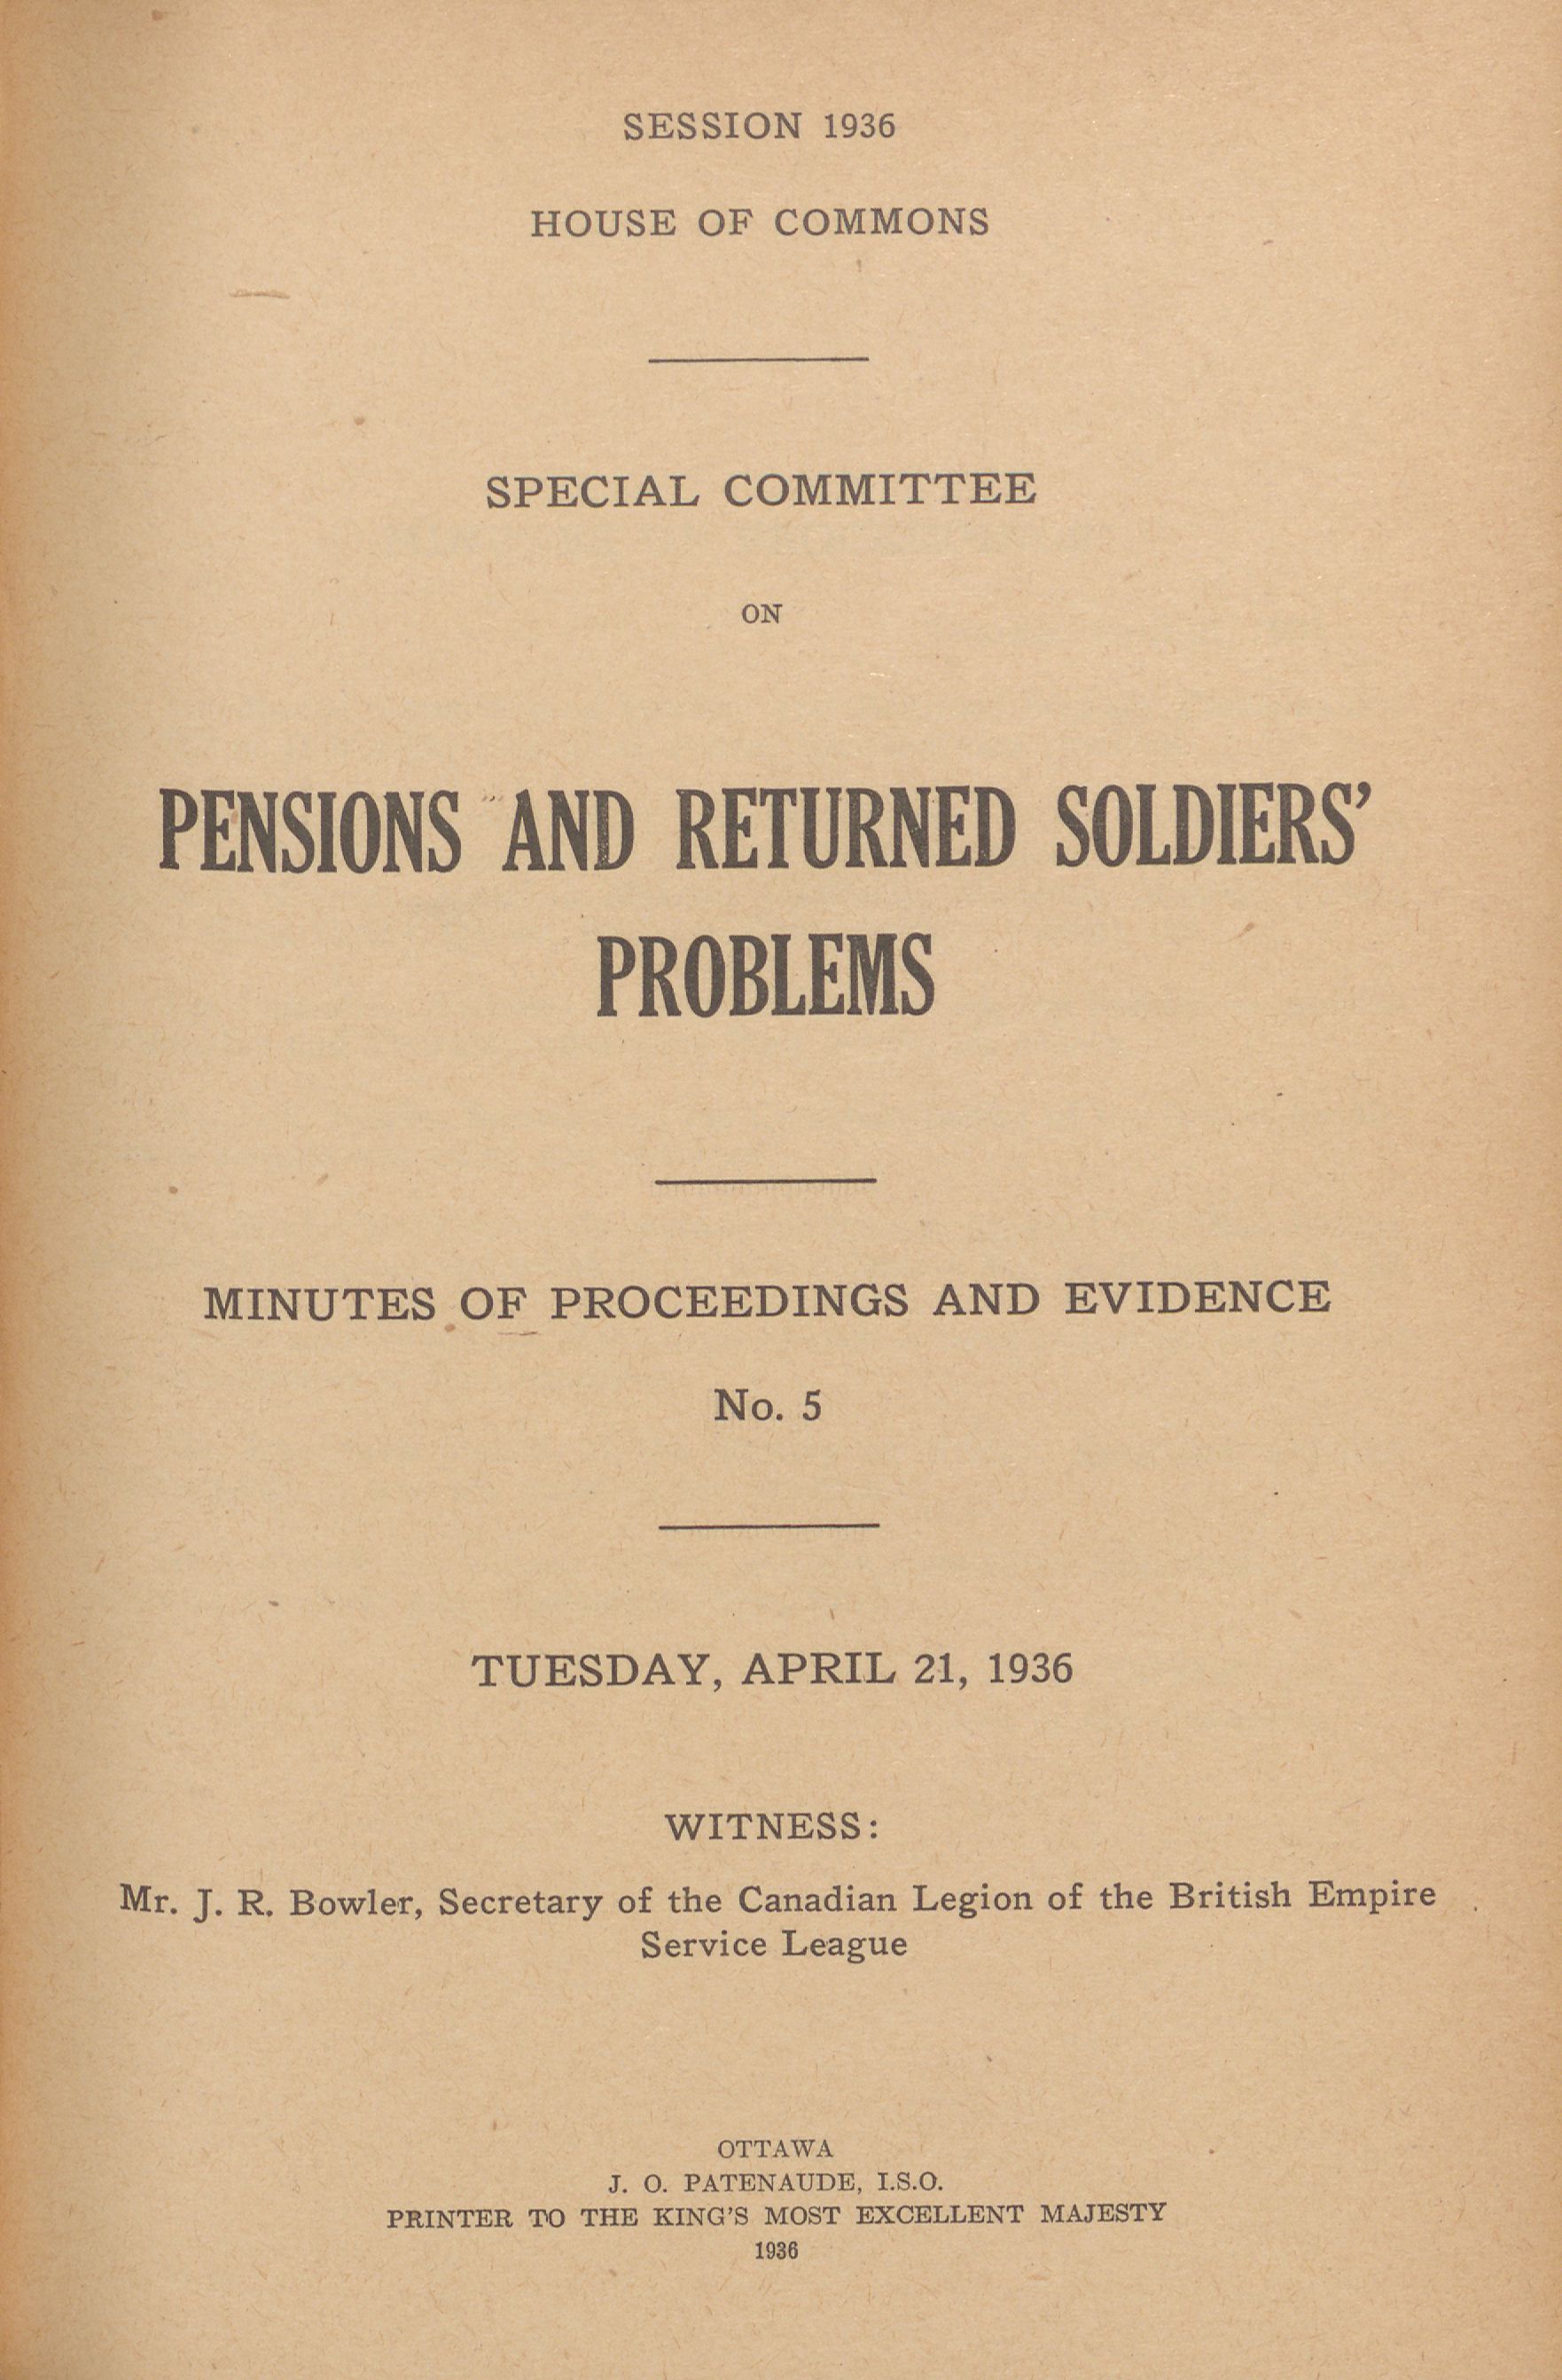 SESSION 1936
HOUSE OF COMMONS
SPECIAL COMMITTEE
ON
PENSIONS AND RETURNED SOLDIERS’
PROBLEMS
MINUTES OF PROCEEDINGS AND EVIDENCE
No. 5
TUESDAY, APRIL 21, 1936
WITNESS:
Mr. J. R. Bowler, Secretary of the Canadian Legion of the British Empire
Service League
OTTAWA
J. O. PATENAUDE, I.S.O.
PRINTER TO THE KING’S MOST EXCELLENT MAJESTY
1936